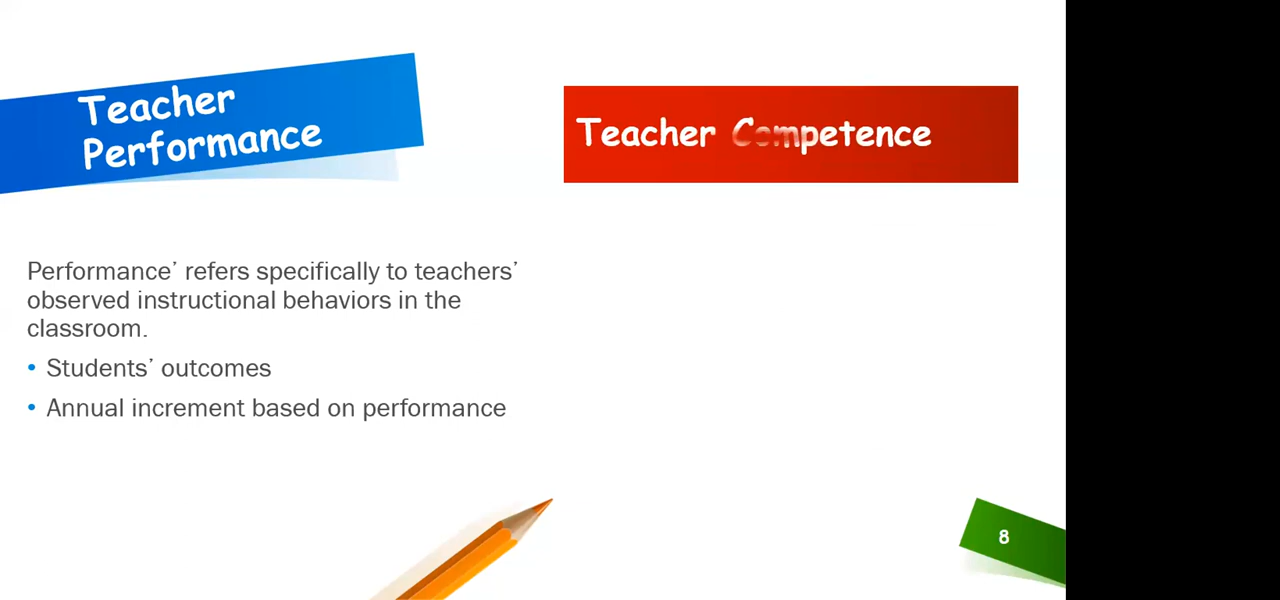 Teacher
Performance
Teacher Competence
Performance’ refers specifically to teachers’
observed instructional behaviors in the
classroom.
• Students’ outcomes
• Annual increment based on performance
8